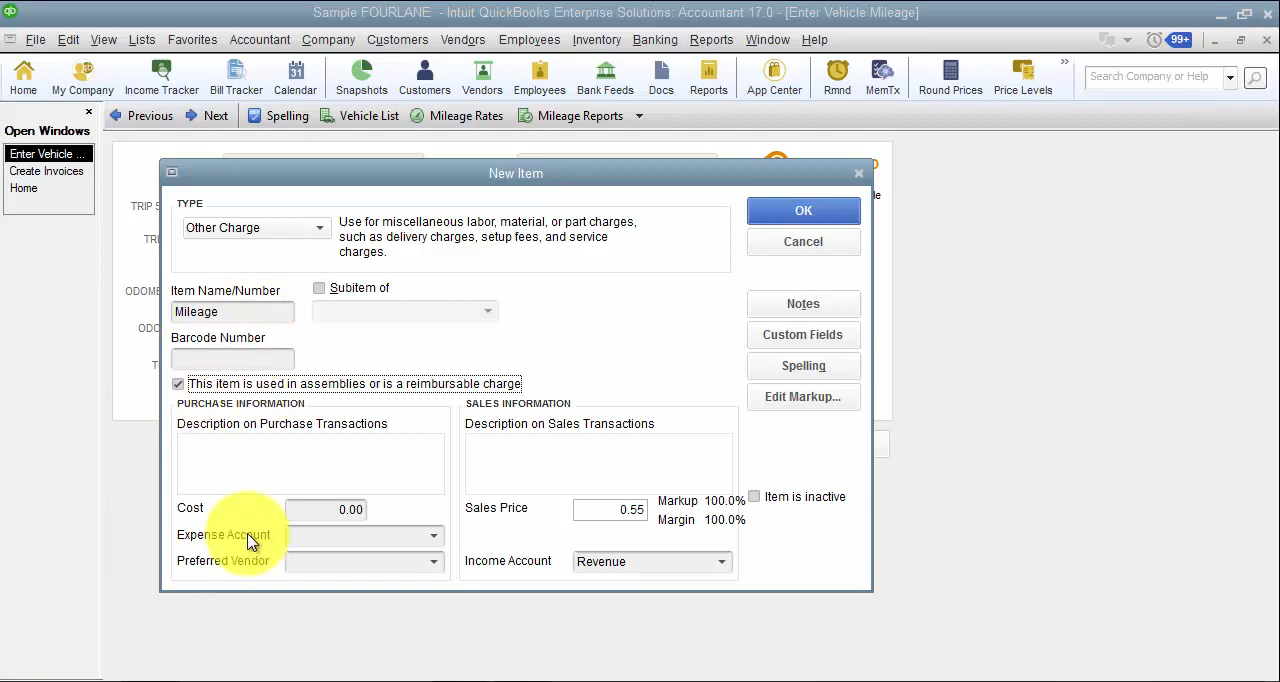 Sample FOURLANE - Intuit QuickBooks Enterprise Solutions: Accountant 17.0 - [Enter Vehicle Mileage]
File Edit View Lists Favorites Accountant Company Customers Vendors Employees Inventory Banking Reports Window Help 99+
Home My Company Income Tracker Bill Tracker Calendar Snapshots Customers Vendors Employees Bank Feeds Docs Reports App Center Rmnd MemTx Round Prices Price Levels Search Company or Help
Previous Next Spelling Vehicle List Mileage Rates Mileage Reports
Open Windows
Enter Vehicle ...
Create Invoices
Home
New Item
TYPE
Other Charge
Use for miscellaneous labor, material, or part charges,
such as delivery charges, setup fees, and service
charges.
OK
Cancel
Item Name/Number
Subitem of
Mileage
Barcode Number
Notes
Custom Fields
Spelling
Edit Markup...
This item is used in assemblies or is a reimbursable charge
PURCHASE INFORMATION
Description on Purchase Transactions
Cost 0.00
Expense Account
Preferred Vendor
SALES INFORMATION
Description on Sales Transactions
Sales Price 0.55
Markup 100.0%
Margin 100.0%
Income Account Revenue
Item is inactive